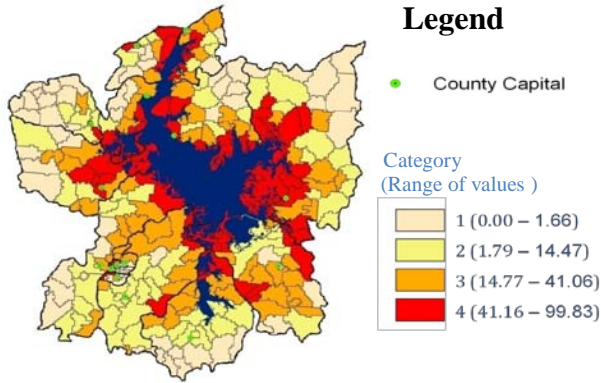 Legend
County Capital
Category
(Range of values )
1 (0.00 – 1.66)
2 (1.79 – 14.47)
3 (14.77 – 41.06)
4 (41.16 – 99.83)